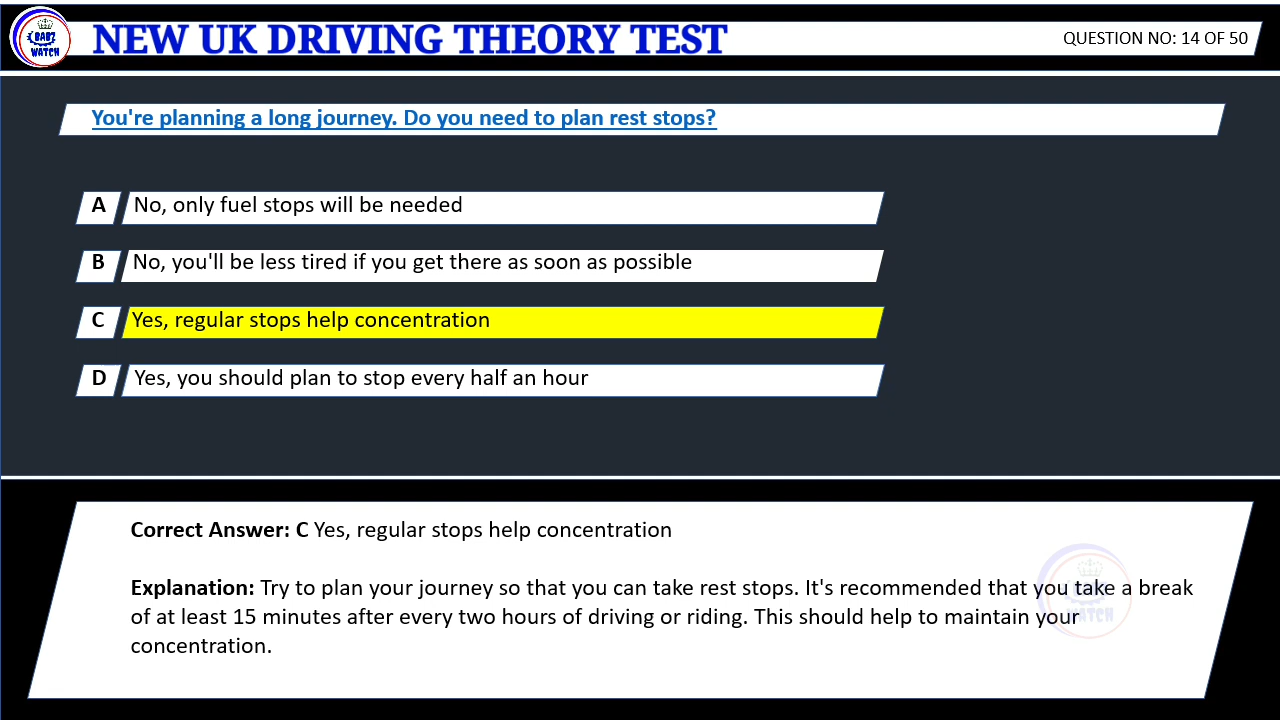 BABZ
WATCH
NEW UK DRIVING THEORY TEST
QUESTION NO: 14 OF 50
You're planning a long journey. Do you need to plan rest stops?
A No, only fuel stops will be needed
B No, you'll be less tired if you get there as soon as possible
C Yes, regular stops help concentration
D Yes, you should plan to stop every half an hour
Correct Answer: C Yes, regular stops help concentration
Explanation: Try to plan your journey so that you can take rest stops. It's recommended that you take a break
of at least 15 minutes after every two hours of driving or riding. This should help to maintain your
concentration.
WATCH